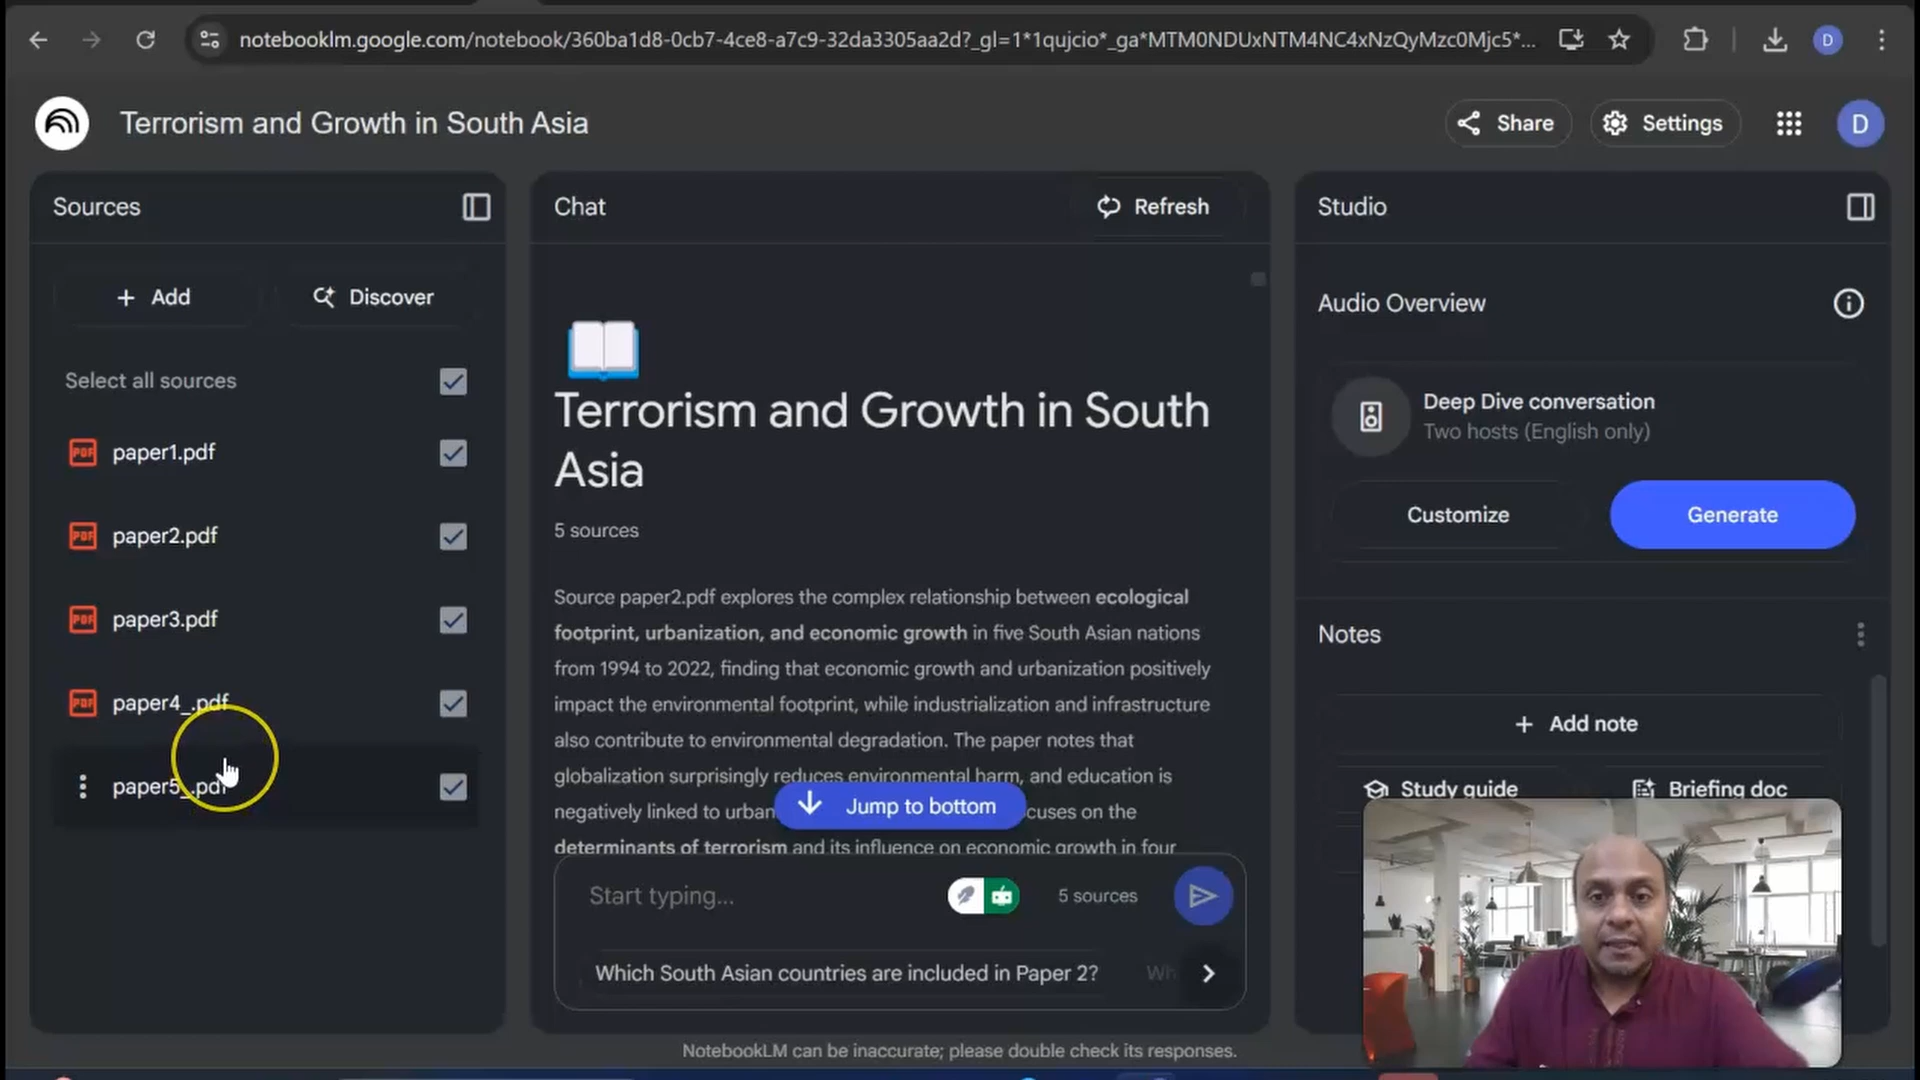 notebooklm.google.com/notebook/360ba1d8-0cb7-4ce8-a7c9-32da3305aa2d?_gl=1*1qujcio*_ga*MTM0NDUxNTM4NC4xNzQyMzc0Mjc5*...
D
Terrorism and Growth in South Asia
Share
Settings
D
Sources
Add
Discover
Select all sources
PDF paper1.pdf
PDF paper2.pdf
PDF paper3.pdf
PDF paper4_.pdf
paper5_.pdf
Chat
Refresh
Terrorism and Growth in South
Asia
5 sources
Source paper2.pdf explores the complex relationship between ecological
footprint, urbanization, and economic growth in five South Asian nations
from 1994 to 2022, finding that economic growth and urbanization positively
impact the environmental footprint, while industrialization and infrastructure
also contribute to environmental degradation. The paper notes that
globalization surprisingly reduces environmental harm, and education is
negatively linked to urban cuses on the
Jump to bottom
determinants of terrorism and its influence on economic growth in four
Start typing...
5 sources
Which South Asian countries are included in Paper 2?
Wh
Studio
Audio Overview
Deep Dive conversation
Two hosts (English only)
Customize
Generate
Notes
Add note
Study guide
Briefing doc
NotebookLM can be inaccurate; please double check its responses.